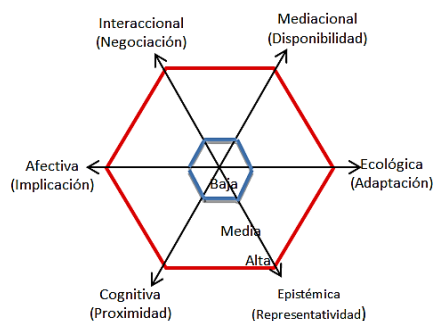 Interaccional
(Negociación)
Mediacional
(Disponibilidad)
Afectiva
(Implicación)
Ecológica
(Adaptación)
Baja
Media
Alta
Cognitiva
(Proximidad)
Epistémica
(Representatividad)